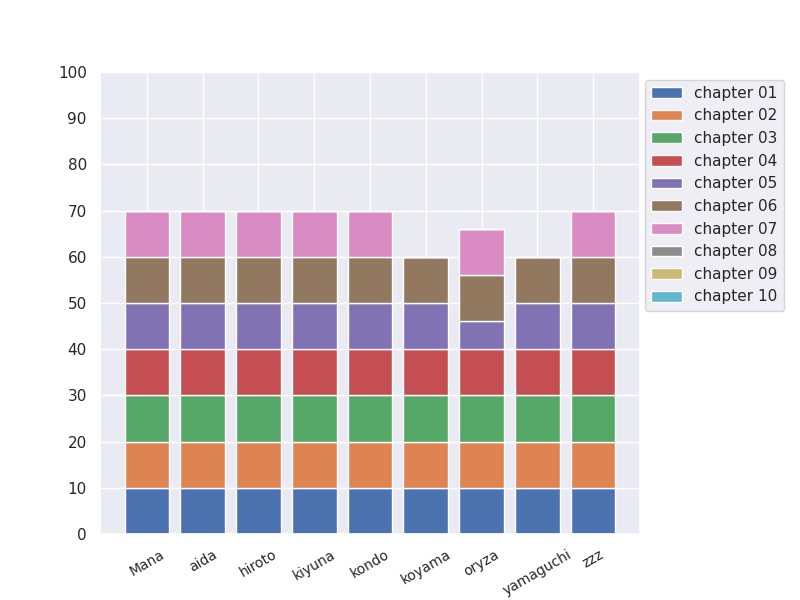 100
90
80
70
60
50
40
30
20
10
0
Mana aida hiroto kiyuna kondo koyama oryza yamaguchi zzz
chapter 01
chapter 02
chapter 03
chapter 04
chapter 05
chapter 06
chapter 07
chapter 08
chapter 09
chapter 10